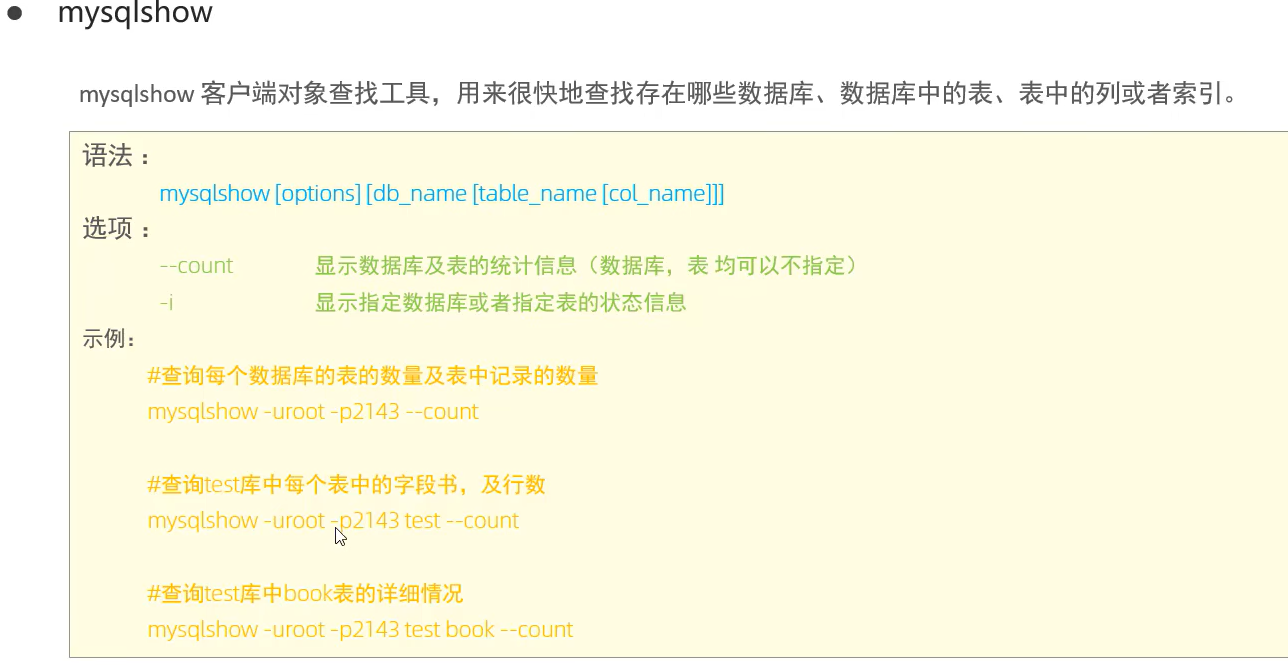 ● mysqlshow
mysqlshow 客户端对象查找工具，用来很快地查找存在哪些数据库、数据库中的表、表中的列或者索引。
语法：
mysqlshow [options] [db_name [table_name [col_name]]]
选项：
--count 显示数据库及表的统计信息（数据库，表 均可以不指定）
-i 显示指定数据库或者指定表的状态信息
示例：
#查询每个数据库的表的数量及表中记录的数量
mysqlshow -uroot -p2143 --count
#查询test库中每个表中的字段书，及行数
mysqlshow -uroot -p2143 test --count
#查询test库中book表的详细情况
mysqlshow -uroot -p2143 test book --count